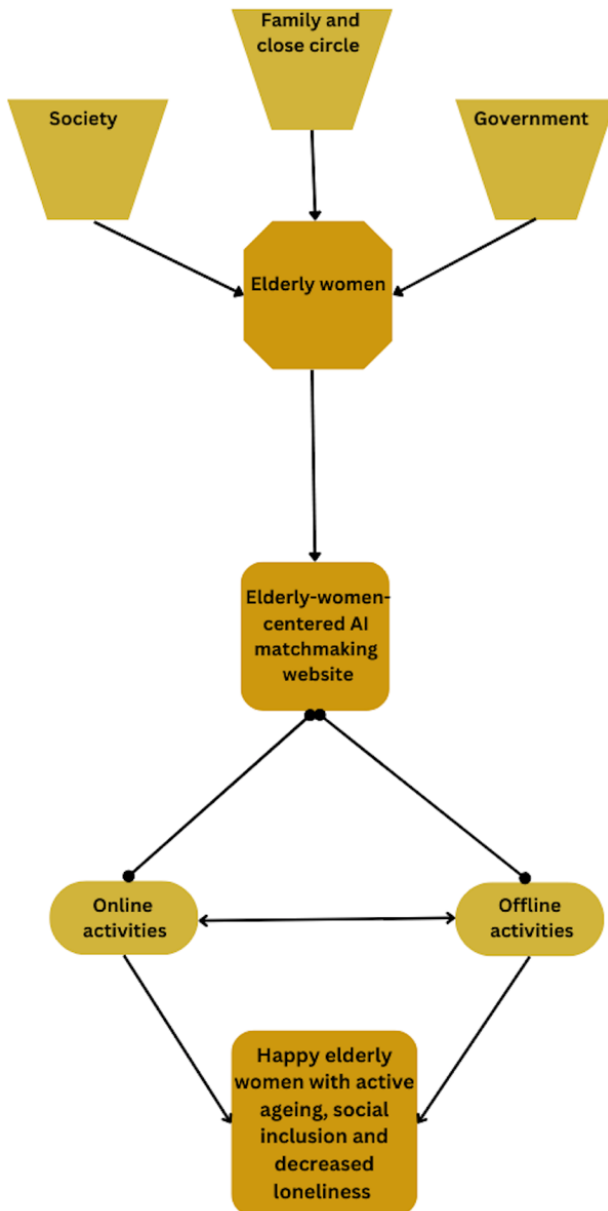 Family and
close circle
Society
Government
Elderly women
Elderly-women-
centered AI
matchmaking
website
Online
activities
Offline
activities
Happy elderly
women with active
ageing, social
inclusion and
decreased
loneliness